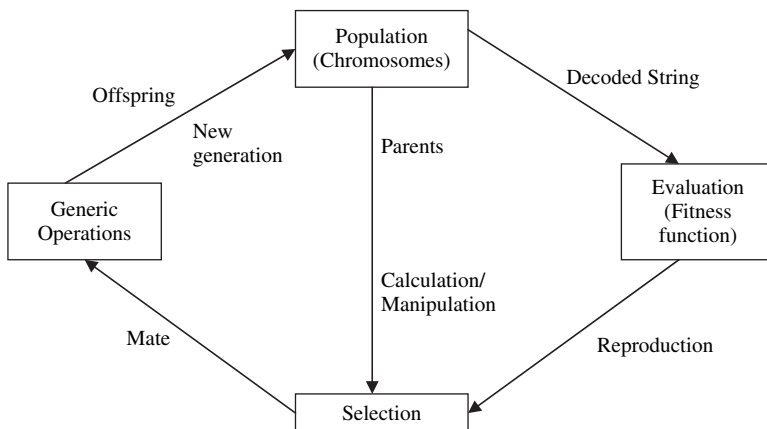 Population
(Chromosomes)
Offspring
Decoded String
New
generation
Parents
Generic
Operations
Evaluation
(Fitness
function)
Calculation/
Manipulation
Mate
Reproduction
Selection